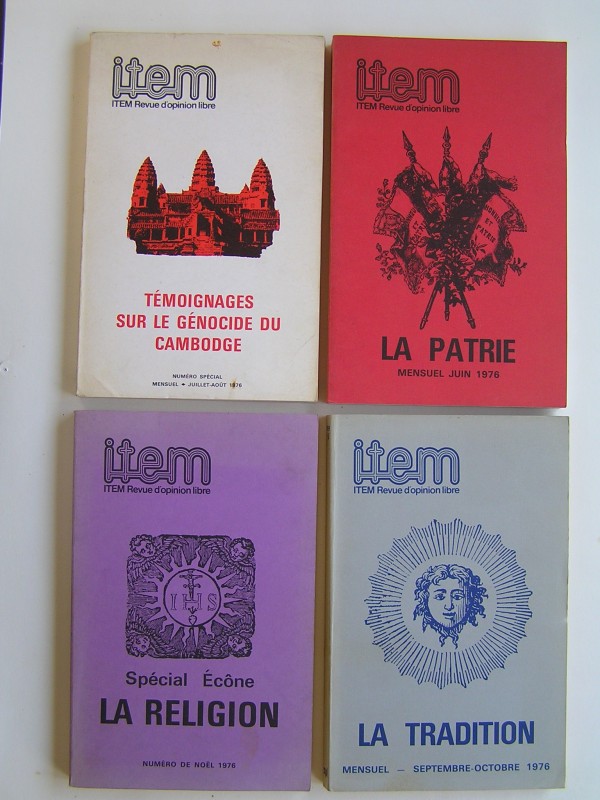 item
ITEM Revue d'opinion libre
TÉMOIGNAGES
SUR LE GÉNOCIDE DU
CAMBODGE
NUMÉRO SPÉCIAL
MENSUEL • JUILLET-AOÛT 1976
item
ITEM Revue d'opinion libre
ET
PATRIE
LA PATRIE
MENSUEL JUIN 1976
item
ITEM Revue d'opinion libre
IHS
Spécial Écône
LA RELIGION
NUMÉRO DE NOËL 1976
item
ITEM Revue d'opinion libre
LA TRADITION
MENSUEL — SEPTEMBRE-OCTOBRE 1976